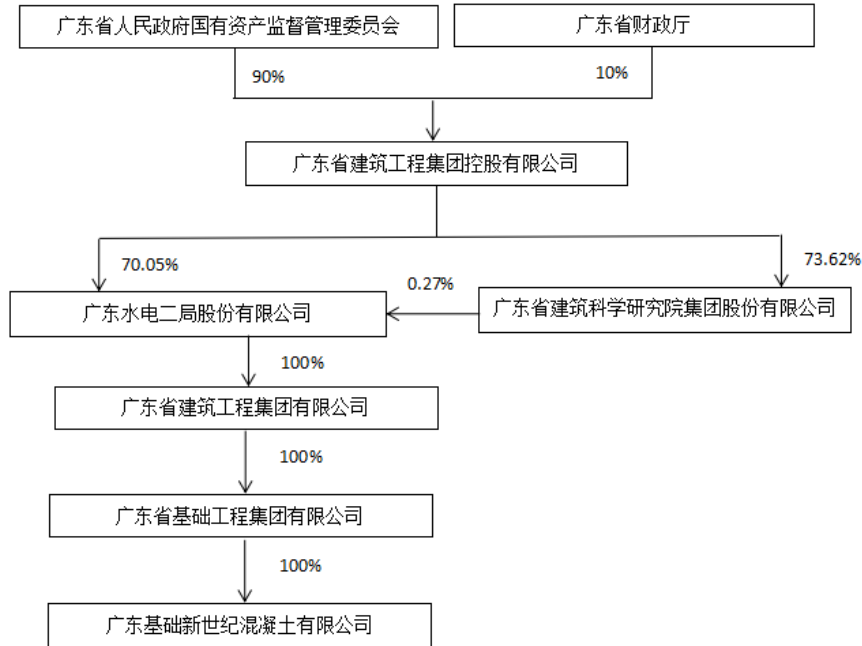 广东省人民政府国有资产监督管理委员会
广东省财政厅
90%
10%
广东省建筑工程集团控股有限公司
70.05%
73.62%
0.27%
广东水电二局股份有限公司
广东省建筑科学研究院集团股份有限公司
100%
广东省建筑工程集团有限公司
100%
广东省基础工程集团有限公司
100%
广东基础新世纪混凝土有限公司